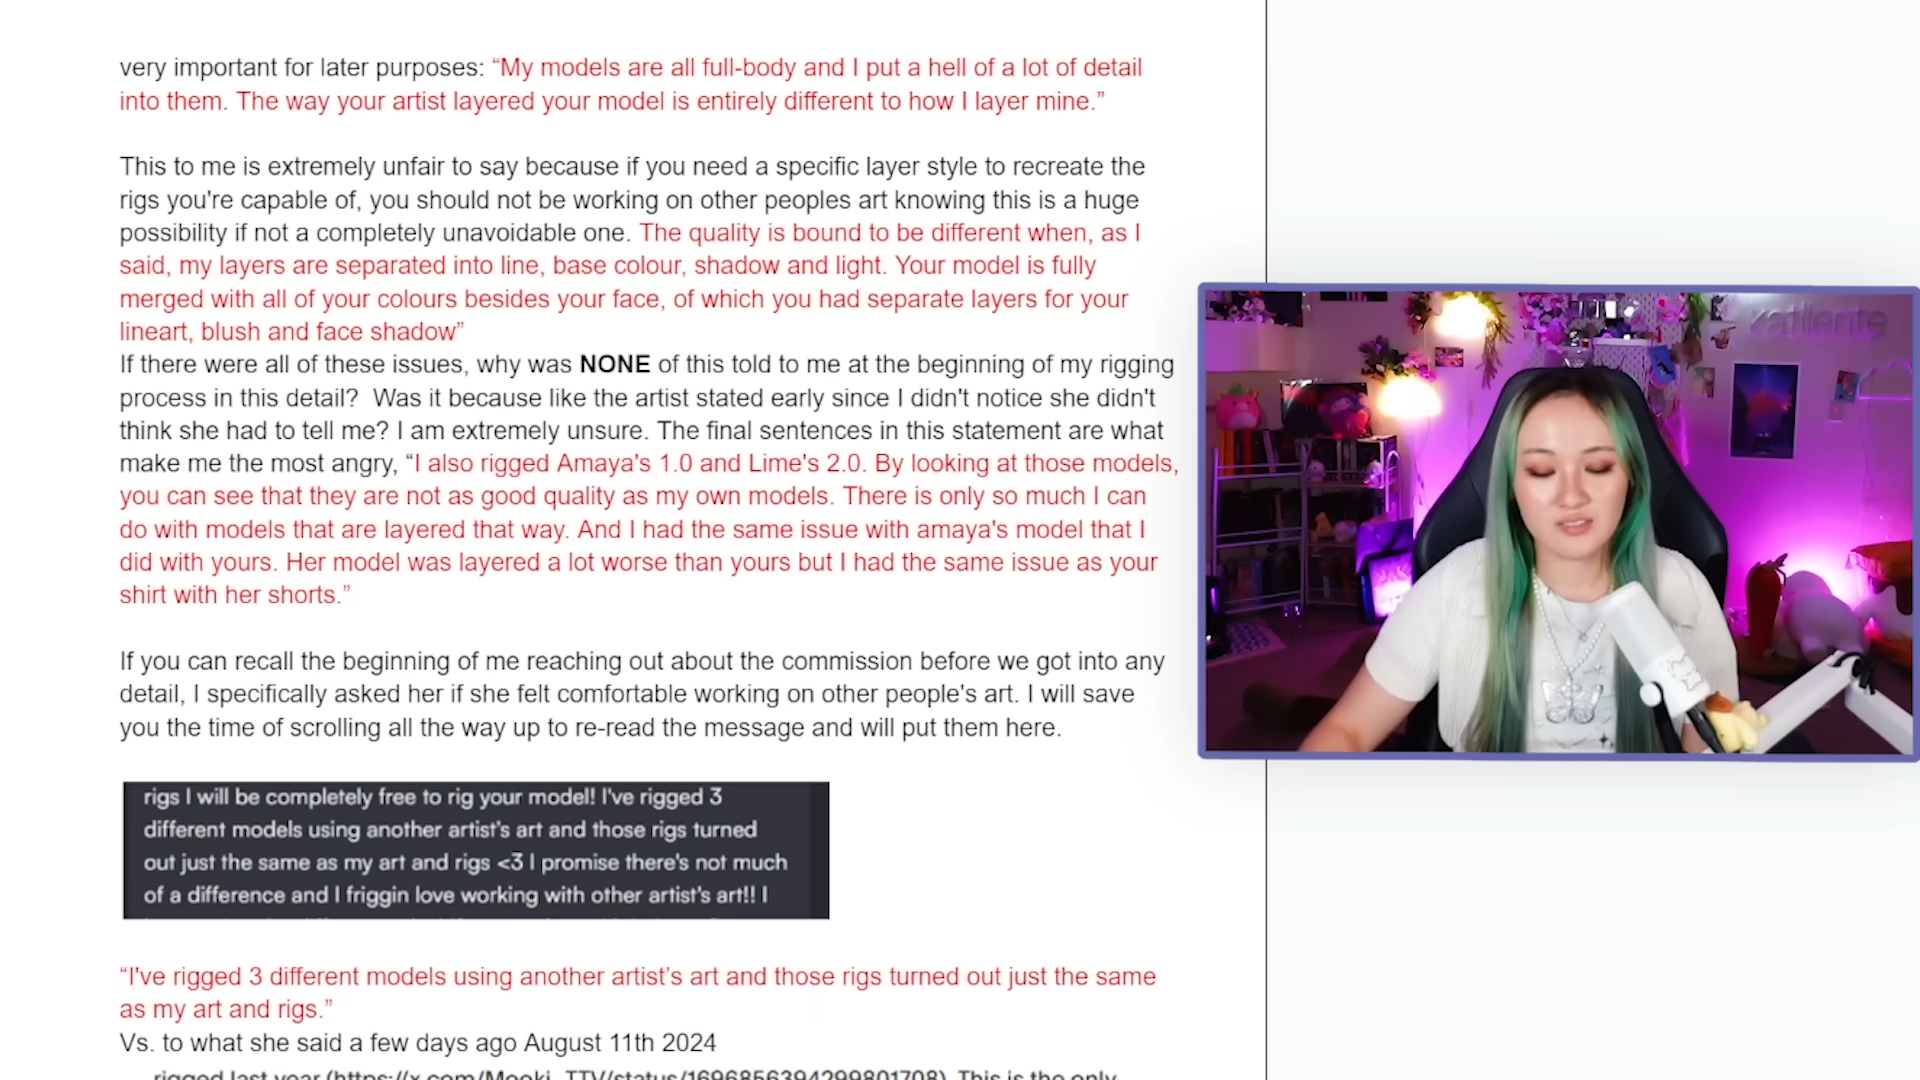 very important for later purposes: “My models are all full-body and I put a hell of a lot of detail
into them. The way your artist layered your model is entirely different to how I layer mine.”
This to me is extremely unfair to say because if you need a specific layer style to recreate the
rigs you're capable of, you should not be working on other peoples art knowing this is a huge
possibility if not a completely unavoidable one. The quality is bound to be different when, as I
said, my layers are separated into line, base colour, shadow and light. Your model is fully
merged with all of your colours besides your face, of which you had separate layers for your
lineart, blush and face shadow”
If there were all of these issues, why was NONE of this told to me at the beginning of my rigging
process in this detail?  Was it because like the artist stated early since I didn't notice she didn't
think she had to tell me? I am extremely unsure. The final sentences in this statement are what
make me the most angry, “I also rigged Amaya's 1.0 and Lime's 2.0. By looking at those models,
you can see that they are not as good quality as my own models. There is only so much I can
do with models that are layered that way. And I had the same issue with amaya's model that I
did with yours. Her model was layered a lot worse than yours but I had the same issue as your
shirt with her shorts.”
If you can recall the beginning of me reaching out about the commission before we got into any
detail, I specifically asked her if she felt comfortable working on other people's art. I will save
you the time of scrolling all the way up to re-read the message and will put them here.
rigs I will be completely free to rig your model! I've rigged 3
different models using another artist's art and those rigs turned
out just the same as my art and rigs <3 I promise there's not much
of a difference and I friggin love working with other artist's art!! I
“I've rigged 3 different models using another artist’s art and those rigs turned out just the same
as my art and rigs.”
Vs. to what she said a few days ago August 11th 2024
rigged last year (https://x.com/Mooki_TTV/status/1696856394299801708). This is the only